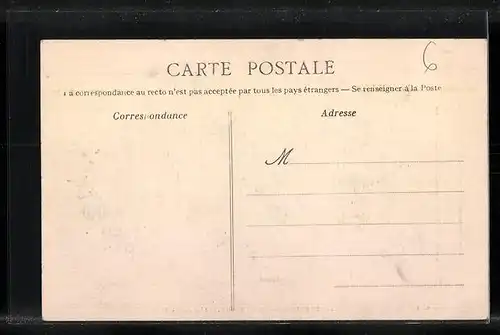 6
CARTE POSTALE
ı a correspondance au recto n'est pas acceptée par tous les pays étrangers — Se renseigner à la Poste
Correspondance
Adresse
M